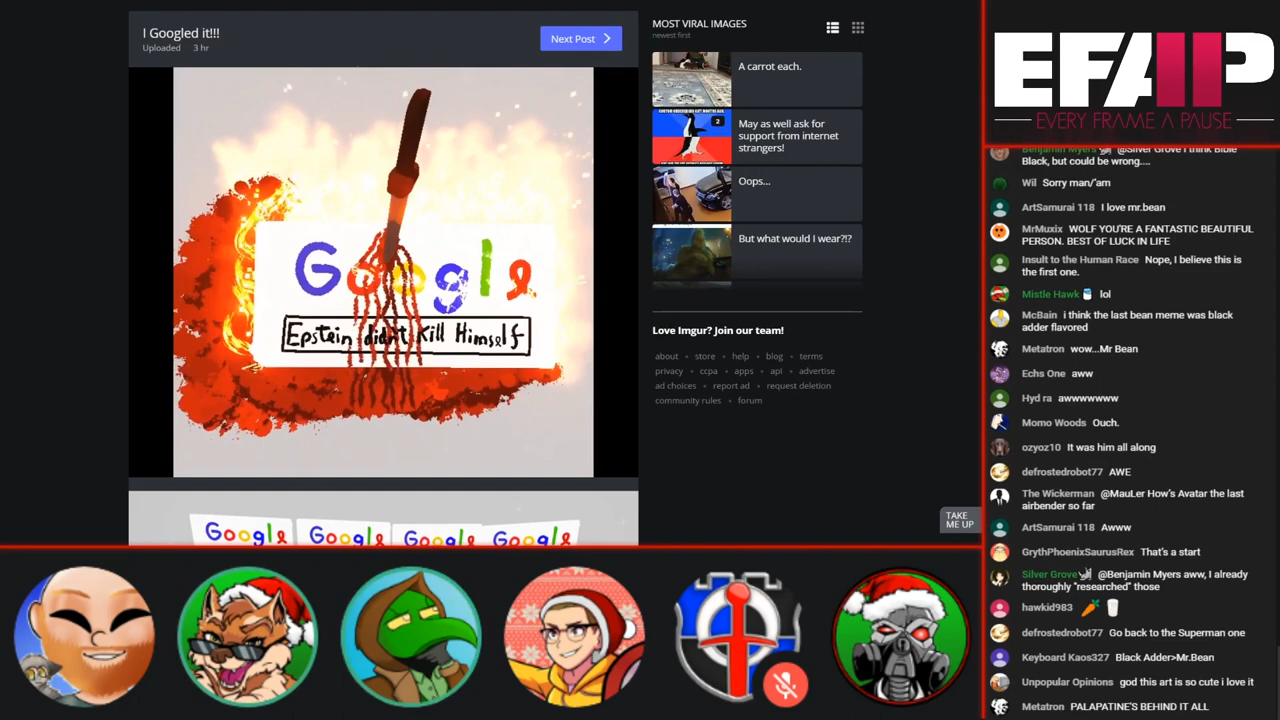 I Googled it!!!
Uploaded 3 hr
Next Post
Google
Epstein didn't Kill Himself
Google Google Google Google
MOST VIRAL IMAGES
newest first
A carrot each.
2
May as well ask for
support from internet
strangers!
Oops...
But what would I wear?!?
Love Imgur? Join our team!
about • store • help • blog • terms
privacy • ccpa • apps • api • advertise
ad choices • report ad • request deletion
community rules • forum
TAKE
ME UP
EFAP
EVERY FRAME A PAUSE
Benjamin Myers @Silver Grove I think Bible
Black, but could be wrong....
Wil Sorry man/'am
ArtSamurai 118 I love mr.bean
MrMuxix WOLF YOU'RE A FANTASTIC BEAUTIFUL
PERSON. BEST OF LUCK IN LIFE
Insult to the Human Race Nope, I believe this is
the first one.
Mistle Hawk lol
McBain i think the last bean meme was black
adder flavored
Metatron wow...Mr Bean
Echs One aww
Hyd ra awwwwwww
Momo Woods Ouch.
ozyoz10 It was him all along
defrostedrobot77 AWE
The Wickerman @MauLer How's Avatar the last
airbender so far
ArtSamurai 118 Awww
GrythPhoenixSaurusRex That's a start
Silver Grove @Benjamin Myers aww, I already
thoroughly "researched" those
hawkid983
defrostedrobot77 Go back to the Superman one
Keyboard Kaos327 Black Adder>Mr.Bean
Unpopular Opinions god this art is so cute i love it
Metatron PALAPATINE'S BEHIND IT ALL